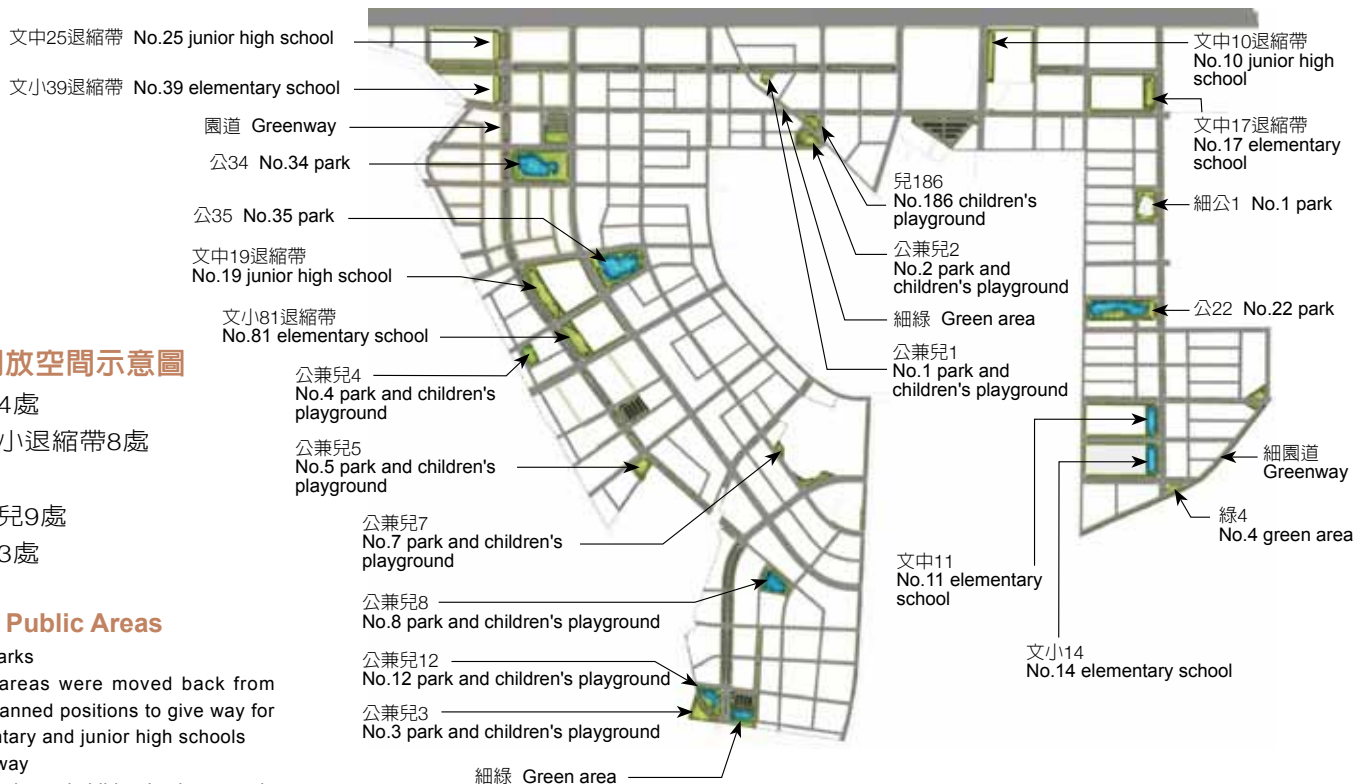 文中25退縮帶 No.25 junior high school
文小39退縮帶 No.39 elementary school
園道 Greenway
公34 No.34 park
公35 No.35 park
文中19退縮帶
No.19 junior high school
文小81退縮帶
No.81 elementary school
公兼兒4
No.4 park and children's
playground
公兼兒5
No.5 park and children's
playground
公兼兒7
No.7 park and children's
playground
公兼兒8
No.8 park and children's playground
公兼兒12
No.12 park and children's playground
公兼兒3
No.3 park and children's playground
細綠 Green area
兒186
No.186 children's
playground
公兼兒2
No.2 park and
children's playground
細綠 Green area
公兼兒1
No.1 park and
children's playground
文中10退縮帶
No.10 junior high
school
文中17退縮帶
No.17 elementary
school
細公1 No.1 park
公22 No.22 park
細園道
Greenway
綠4
No.4 green area
文中11
No.11 elementary
school
文小14
No.14 elementary school
放空間示意圖
4處
小退縮帶8處
兒9處
3處
Public Areas
areas were moved back from
positions to give way for
and junior high schools